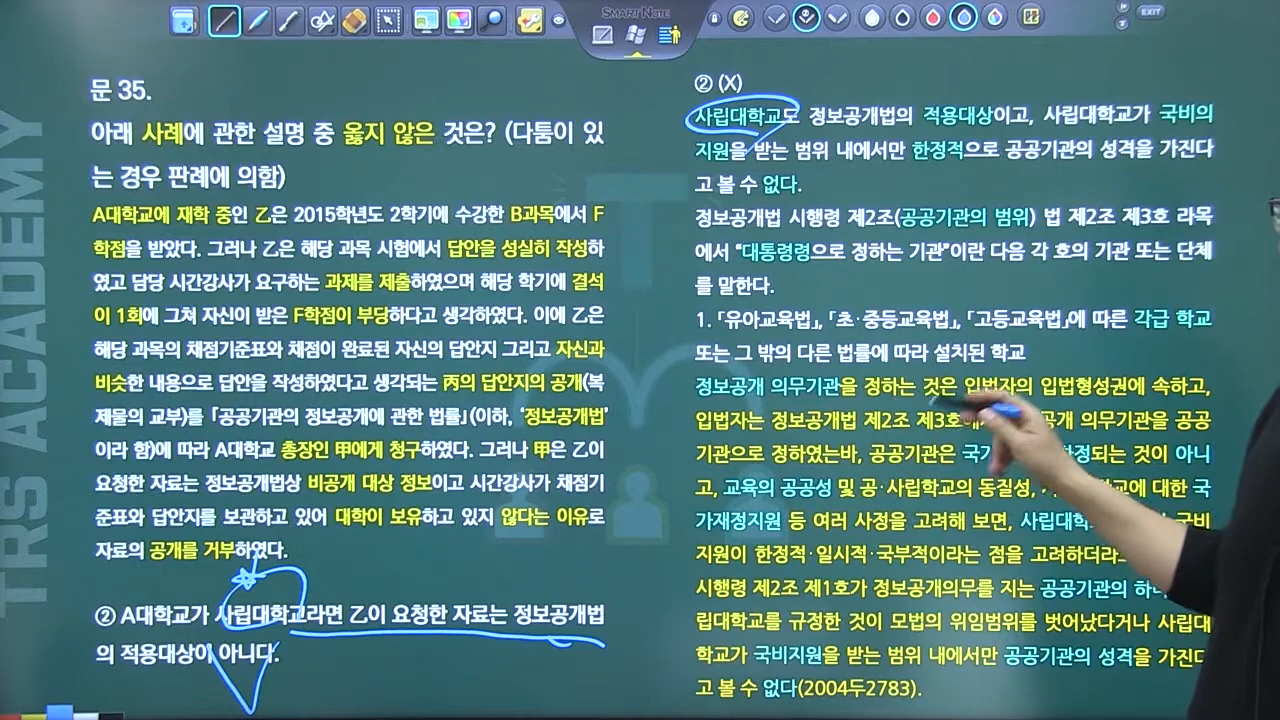 SMARTNOTE
EXIT
TRS ACADEMY
문 35.
아래 사례에 관한 설명 중 옳지 않은 것은? (다툼이 있
는 경우 판례에 의함)
A대학교에 재학 중인 乙은 2015학년도 2학기에 수강한 B과목에서 F
학점을 받았다. 그러나 乙은 해당 과목 시험에서 답안을 성실히 작성하
였고 담당 시간강사가 요구하는 과제를 제출하였으며 해당 학기에 결석
이 1회에 그쳐 자신이 받은 F학점이 부당하다고 생각하였다. 이에 乙은
해당 과목의 채점기준표와 채점이 완료된 자신의 답안지 그리고 자신과
비슷한 내용으로 답안을 작성하였다고 생각되는 丙의 답안지의 공개(복
제물의 교부)를 「공공기관의 정보공개에 관한 법률」(이하, '정보공개법'
이라 함)에 따라 A대학교 총장인 甲에게 청구하였다. 그러나 甲은 乙이
요청한 자료는 정보공개법상 비공개 대상 정보이고 시간강사가 채점기
준표와 답안지를 보관하고 있어 대학이 보유하고 있지 않다는 이유로
자료의 공개를 거부하였다.
② A대학교가 사립대학교라면 乙이 요청한 자료는 정보공개법
의 적용대상이 아니다.
② (X)
사립대학교도 정보공개법의 적용대상이고, 사립대학교가 국비의
지원을 받는 범위 내에서만 한정적으로 공공기관의 성격을 가진다
고 볼 수 없다.
정보공개법 시행령 제2조(공공기관의 범위) 법 제2조 제3호 라목
에서 “대통령령으로 정하는 기관”이란 다음 각 호의 기관 또는 단체
를 말한다.
1. 「유아교육법」, 「초·중등교육법」, 「고등교육법」에 따른 각급 학교
또는 그 밖의 다른 법률에 따라 설치된 학교
정보공개 의무기관을 정하는 것은 입법자의 입법형성권에 속하고,
입법자는 정보공개법 제2조 제3호에 공개 의무기관을 공공
기관으로 정하였는바, 공공기관은 국가 한정되는 것이 아니
고, 교육의 공공성 및 공·사립학교의 동질성, 학교에 대한 국
가재정지원 등 여러 사정을 고려해 보면, 사립대학 국비
지원이 한정적·일시적·국부적이라는 점을 고려하더라
시행령 제2조 제1호가 정보공개의무를 지는 공공기관의 하
립대학교를 규정한 것이 모법의 위임범위를 벗어났다거나 사립대
학교가 국비지원을 받는 범위 내에서만 공공기관의 성격을 가진다
고 볼 수 없다(2004두2783).